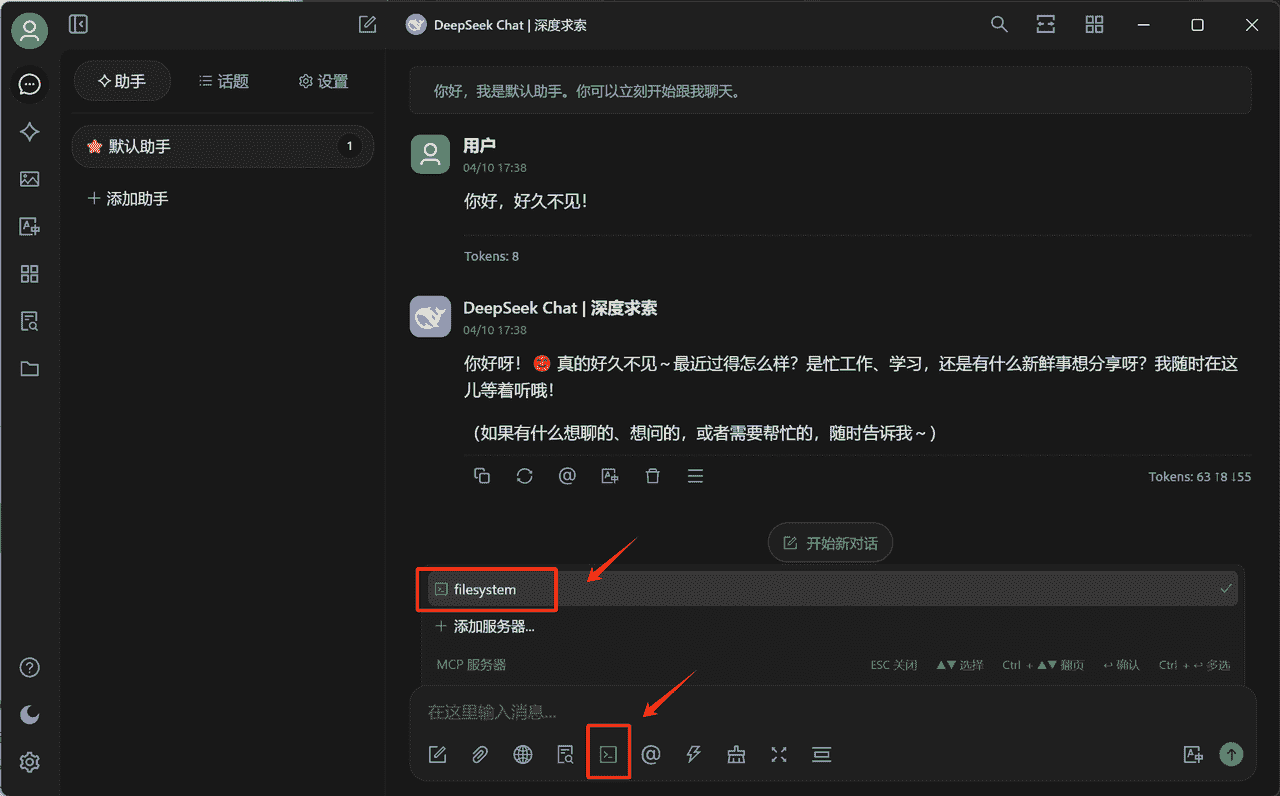 DeepSeek Chat | 深度求索
助手
话题
设置
默认助手
1
添加助手
你好，我是默认助手。你可以立刻开始跟我聊天。
用户
04/10 17:38
你好，好久不见！
Tokens: 8
DeepSeek Chat | 深度求索
04/10 17:38
你好呀！ 真的好久不见～最近过得怎么样？是忙工作、学习，还是有什么新鲜事想分享呀？我随时在这
儿等着听哦！
（如果有什么想聊的、想问的，或者需要帮忙的，随时告诉我～）
Tokens: 63 ↑8 ↓55
开始新对话
filesystem
添加服务器...
MCP 服务器
ESC 关闭 ▲▼ 选择 Ctrl + ▲▼ 翻页 ↩ 确认 Ctrl + ↩ 多选
在这里输入消息...